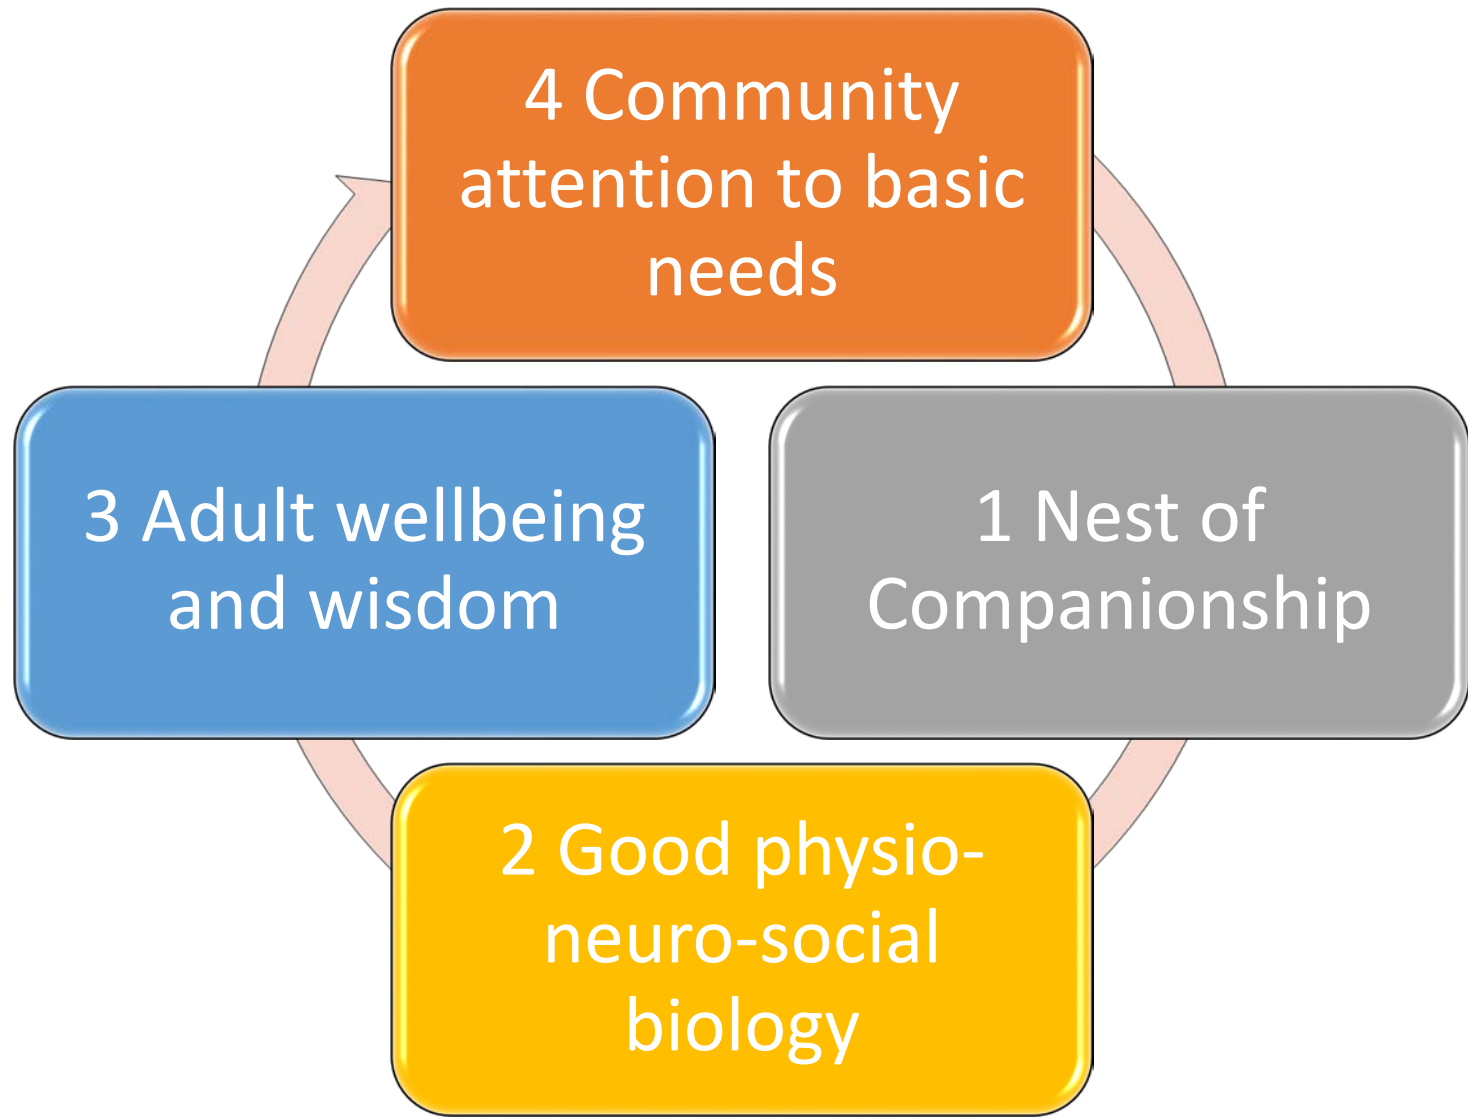 4 Community
attention to basic
needs
3 Adult wellbeing
and wisdom
1 Nest of
Companionship
2 Good physio-
neuro-social
biology